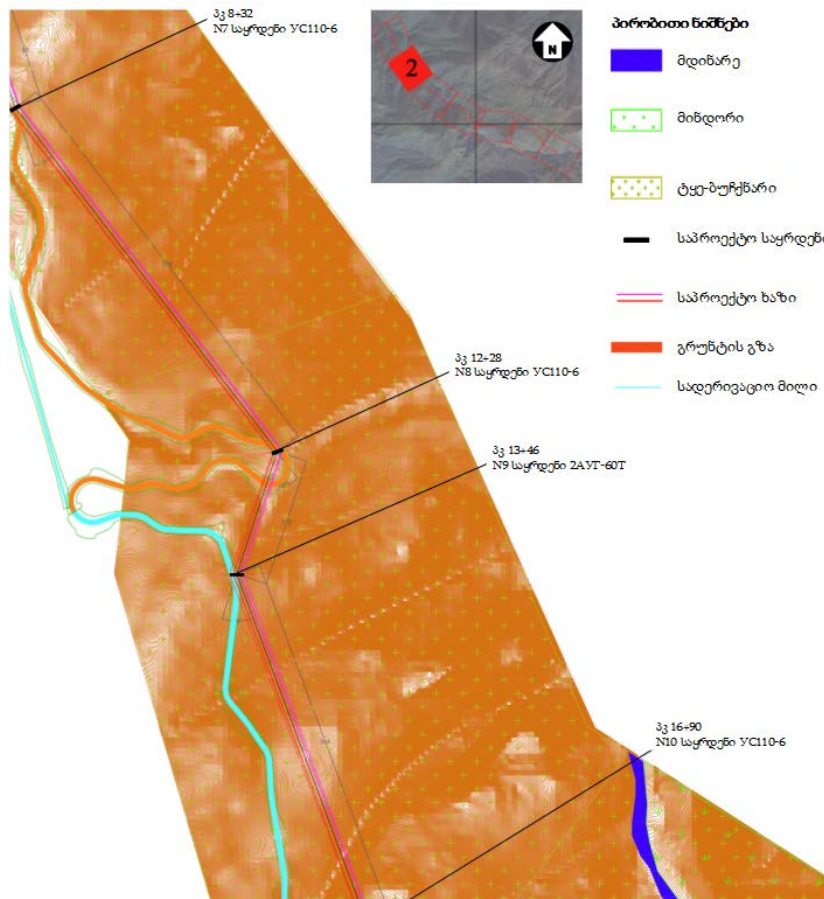 პკ 8+32
N7 საყრდენი УС110-6
2
N
პირობითი ნიშნები
მდინარე
მინდორი
ტყე-ბუჩქნარი
საპროექტო საყრდენი
საპროექტო ხაზი
გრუნტის გზა
სადერივაციო მილი
პკ 12+28
N8 საყრდენი УС110-6
პკ 13+46
N9 საყრდენი 2АУГ-60Т
პკ 16+90
N10 საყრდენი УС110-6